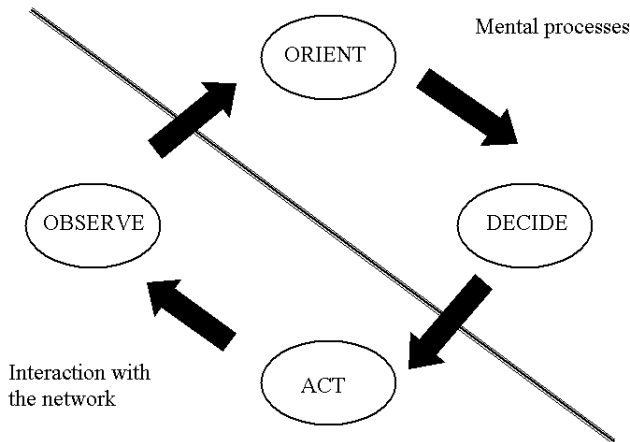 Mental processes
ORIENT
OBSERVE
DECIDE
Interaction with
the network
ACT